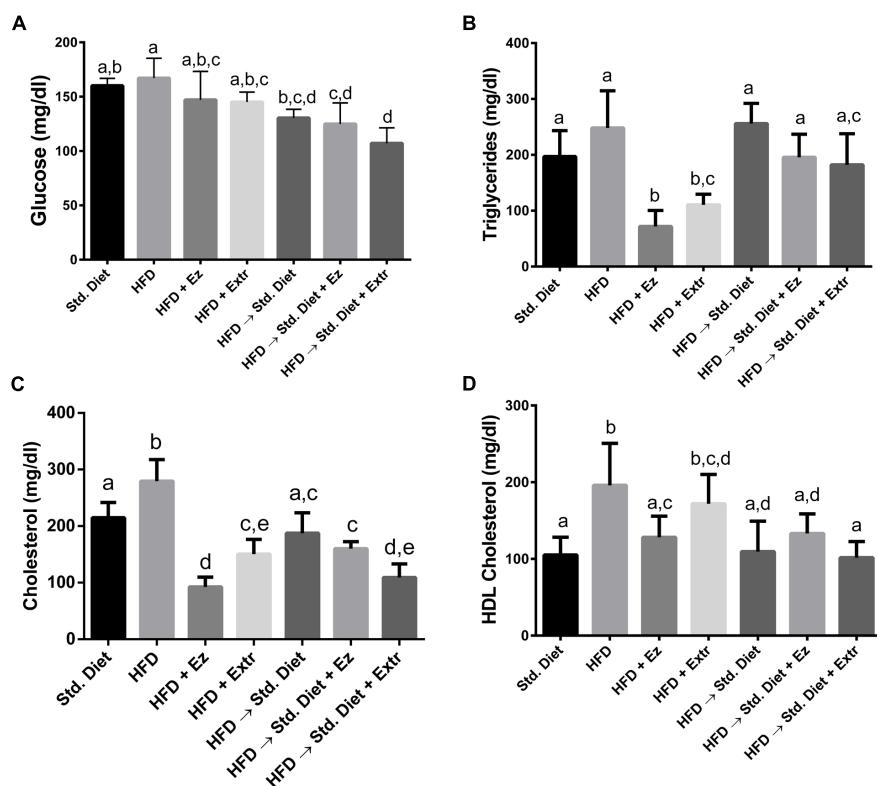 A
Glucose (mg/dl)
200
150
100
50
0
a,b
a
a,b,c
a,b,c
b,c,d
c,d
d
Std. Diet
HFD
HFD + Ez
HFD + Extr
HFD → Std. Diet
HFD → Std. Diet + Ez
HFD → Std. Diet + Extr
B
Triglycerides (mg/dl)
400
300
200
100
0
a
a
b
b,c
a
a
a,c
Std. Diet
HFD
HFD + Ez
HFD + Extr
HFD → Std. Diet
HFD → Std. Diet + Ez
HFD → Std. Diet + Extr
C
Cholesterol (mg/dl)
400
300
200
100
0
a
b
d
c,e
a,c
c
d,e
Std. Diet
HFD
HFD + Ez
HFD + Extr
HFD → Std. Diet
HFD → Std. Diet + Ez
HFD → Std. Diet + Extr
D
HDL Cholesterol (mg/dl)
300
200
100
0
a
b
a,c
b,c,d
a,d
a,d
a
Std. Diet
HFD
HFD + Ez
HFD + Extr
HFD → Std. Diet
HFD → Std. Diet + Ez
HFD → Std. Diet + Extr